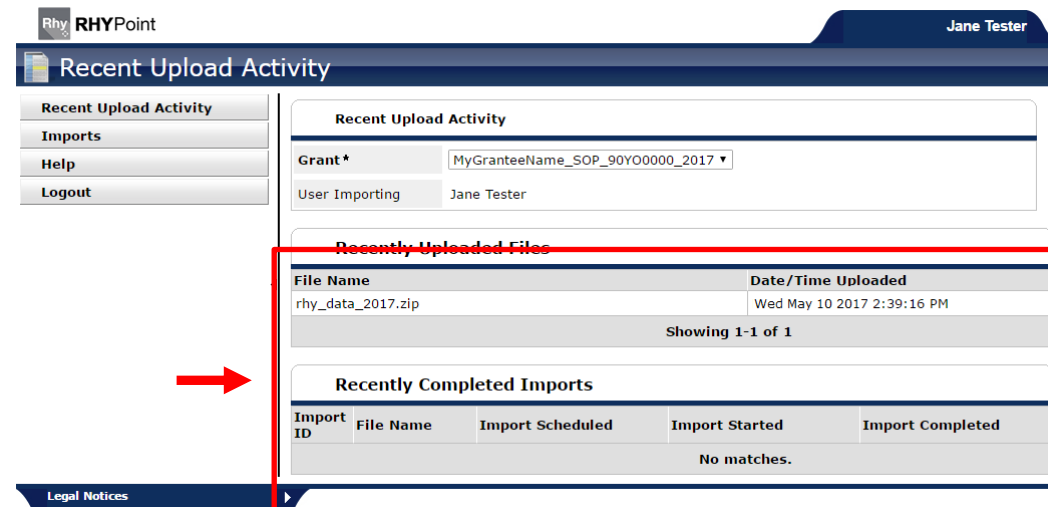 Rhy RHYPoint
Jane Tester
Recent Upload Activity
Recent Upload Activity
Imports
Help
Logout
Recent Upload Activity
Grant* MyGranteeName_SOP_90YO0000_2017
User Importing Jane Tester
Recently Uploaded Files
File Name Date/Time Uploaded
rhy_data_2017.zip Wed May 10 2017 2:39:16 PM
Showing 1-1 of 1
Recently Completed Imports
Import ID File Name Import Scheduled Import Started Import Completed
No matches.
Legal Notices